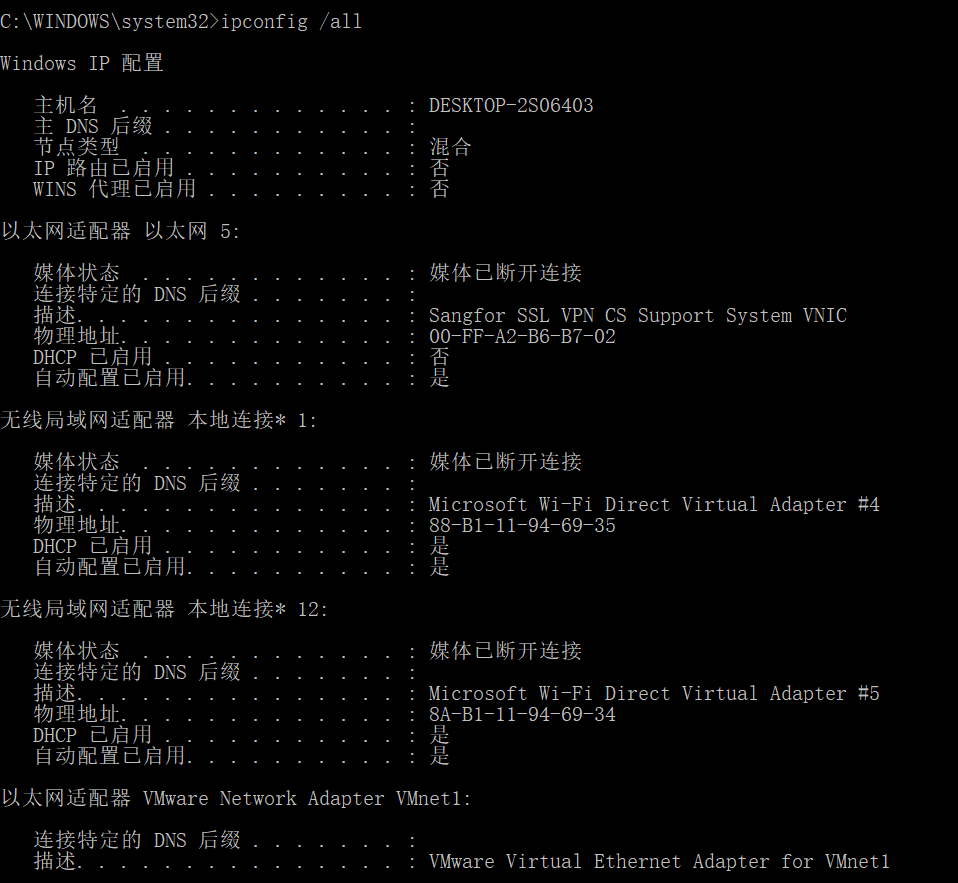 C:\WINDOWS\system32>ipconfig /all
Windows IP 配置
主机名 . . . . . . . . . . . . . : DESKTOP-2S06403
主 DNS 后缀 . . . . . . . . . . . :
节点类型 . . . . . . . . . . . . : 混合
IP 路由已启用 . . . . . . . . . . : 否
WINS 代理已启用 . . . . . . . . . : 否
以太网适配器 以太网 5:
媒体状态 . . . . . . . . . . . . : 媒体已断开连接
连接特定的 DNS 后缀 . . . . . . . :
描述. . . . . . . . . . . . . . . : Sangfor SSL VPN CS Support System VNIC
物理地址. . . . . . . . . . . . . : 00-FF-A2-B6-B7-02
DHCP 已启用 . . . . . . . . . . . : 否
自动配置已启用. . . . . . . . . . : 是
无线局域网适配器 本地连接* 1:
媒体状态 . . . . . . . . . . . . : 媒体已断开连接
连接特定的 DNS 后缀 . . . . . . . :
描述. . . . . . . . . . . . . . . : Microsoft Wi-Fi Direct Virtual Adapter #4
物理地址. . . . . . . . . . . . . : 88-B1-11-94-69-35
DHCP 已启用 . . . . . . . . . . . : 是
自动配置已启用. . . . . . . . . . : 是
无线局域网适配器 本地连接* 12:
媒体状态 . . . . . . . . . . . . : 媒体已断开连接
连接特定的 DNS 后缀 . . . . . . . :
描述. . . . . . . . . . . . . . . : Microsoft Wi-Fi Direct Virtual Adapter #5
物理地址. . . . . . . . . . . . . : 8A-B1-11-94-69-34
DHCP 已启用 . . . . . . . . . . . : 是
自动配置已启用. . . . . . . . . . : 是
以太网适配器 VMware Network Adapter VMnet1:
连接特定的 DNS 后缀 . . . . . . . :
描述. . . . . . . . . . . . . . . : VMware Virtual Ethernet Adapter for VMnet1